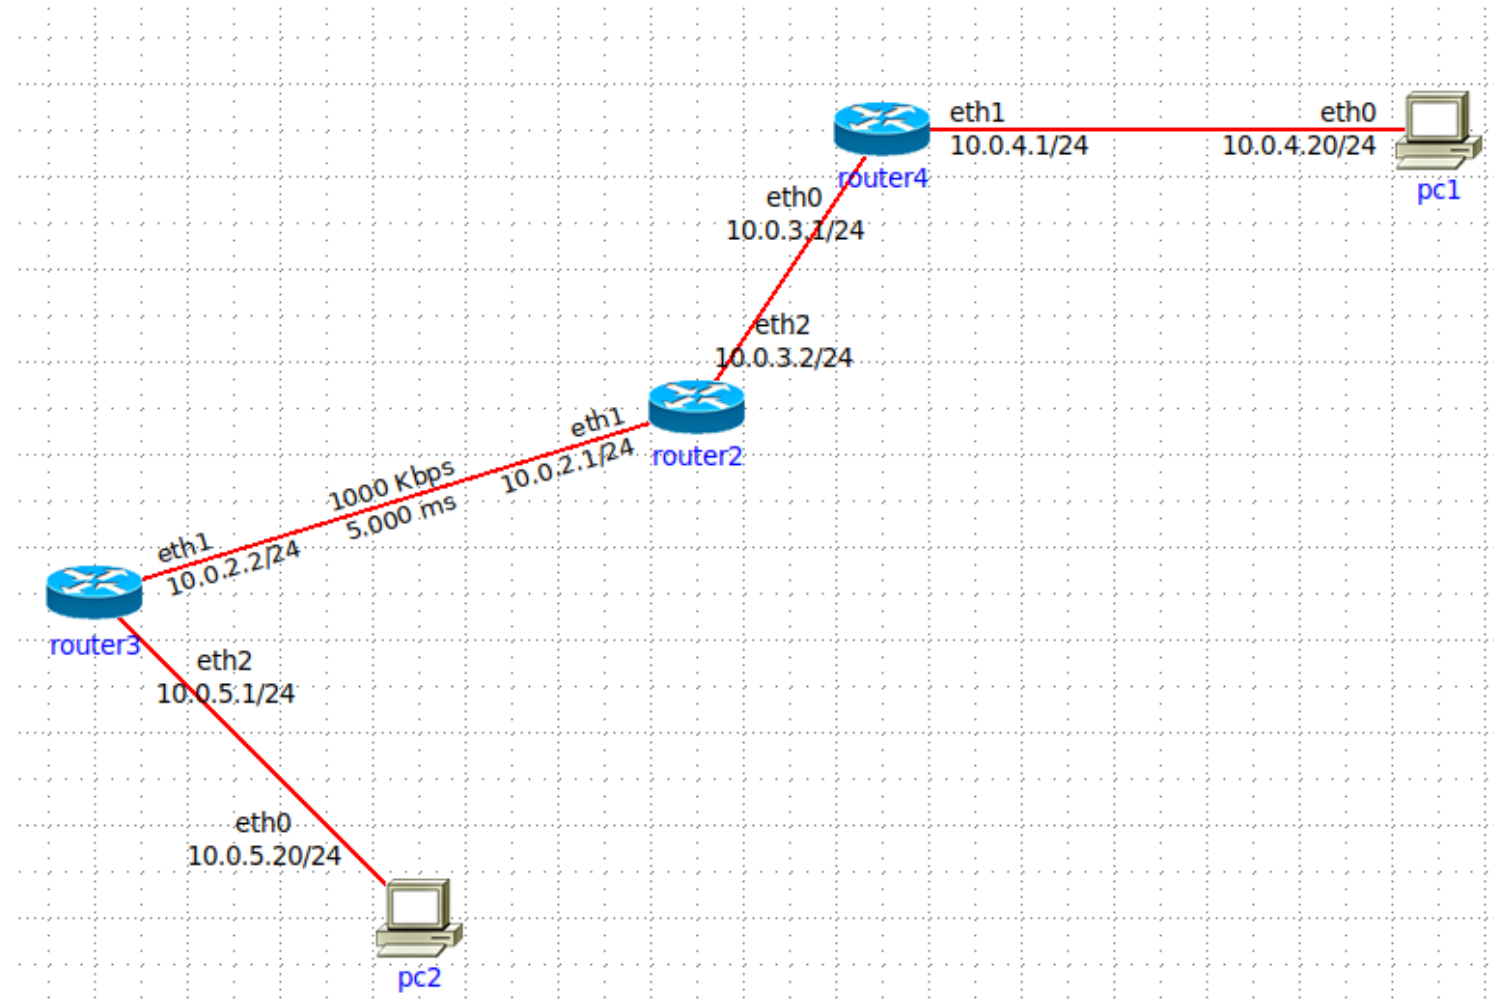 eth1
eth0
10.0.4.1/24
10.0.4.20/24
router4
pc1
eth0
10.0.3.1/24
eth2
10.0.3.2/24
router2
eth1
10.0.2.1/24
1000 Kbps
5.000 ms
eth1
10.0.2.2/24
router3
eth2
10.0.5.1/24
eth0
10.0.5.20/24
pc2